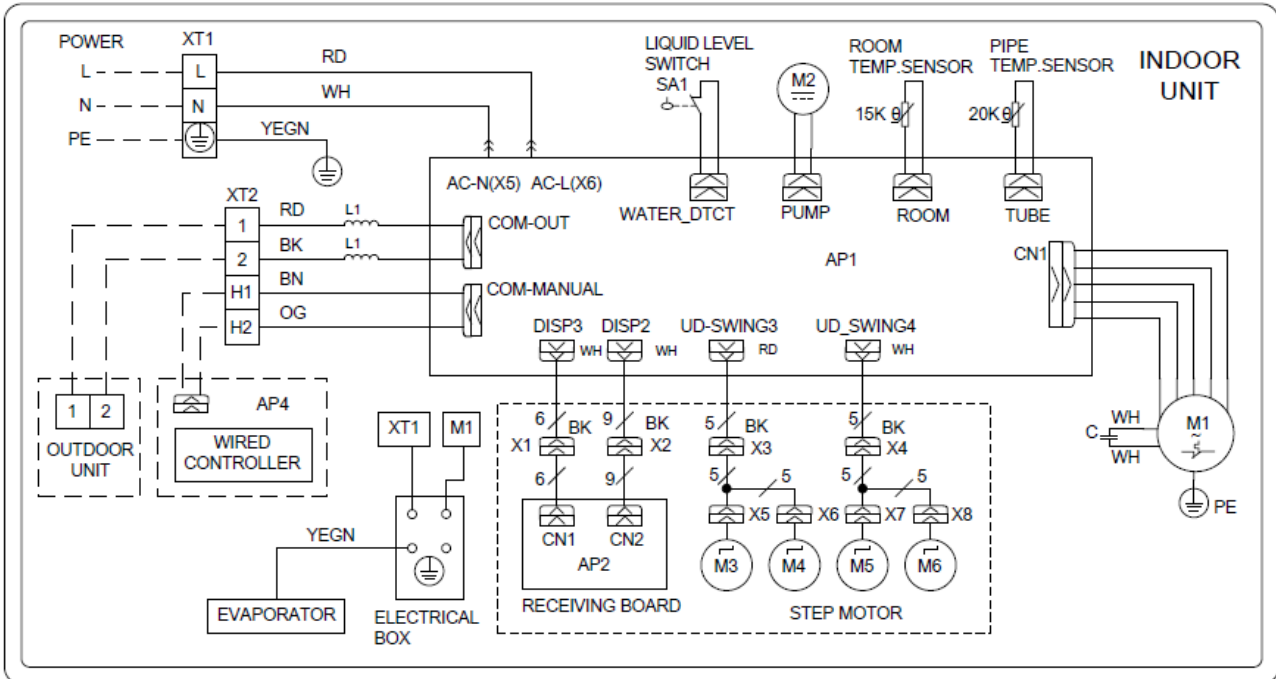 POWER
XT1
L
L
RD
N
N
WH
PE
YEGN
LIQUID LEVEL
SWITCH
SA1
M2
ROOM
TEMP.SENSOR
15K θ
PIPE
TEMP.SENSOR
20K θ
INDOOR
UNIT
AC-N(X5)
AC-L(X6)
WATER_DTCT
PUMP
ROOM
TUBE
XT2
1
RD
L1
COM-OUT
2
BK
L1
H1
BN
COM-MANUAL
H2
OG
AP1
CN1
DISP3
WH
DISP2
WH
UD-SWING3
RD
UD_SWING4
WH
1
2
OUTDOOR
UNIT
AP4
WIRED
CONTROLLER
XT1
M1
6
BK
X1
6
9
BK
X2
9
5
BK
X3
5
5
5
BK
X4
5
5
X5
X6
X7
X8
CN1
CN2
AP2
M3
M4
M5
M6
RECEIVING BOARD
STEP MOTOR
YEGN
EVAPORATOR
ELECTRICAL
BOX
C
WH
WH
M1
~
PE